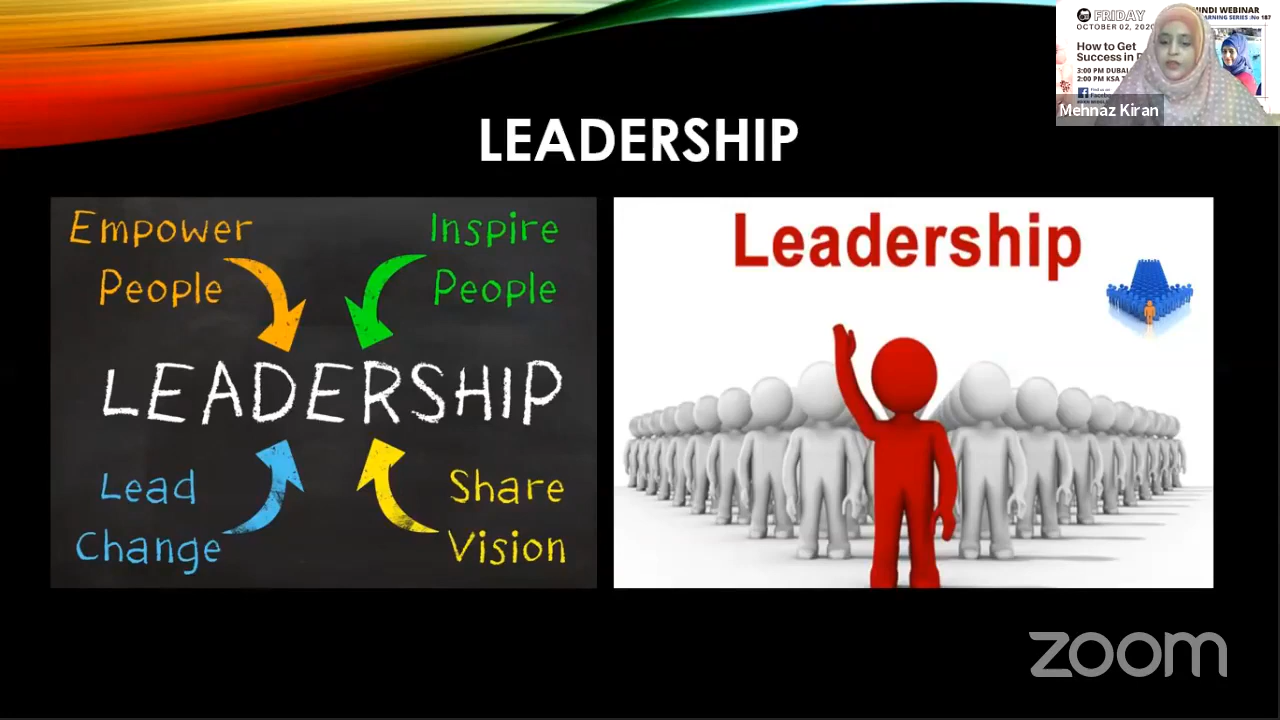 FRIDAY
OCTOBER 02, 2020
WEBINAR
How to Get
Success in
3:00 PM DUBAI
2:00 PM KSA
Mehnaz Kiran
LEADERSHIP
Empower
People
Inspire
People
LEADERSHIP
Lead
Change
Share
Vision
Leadership
zoom